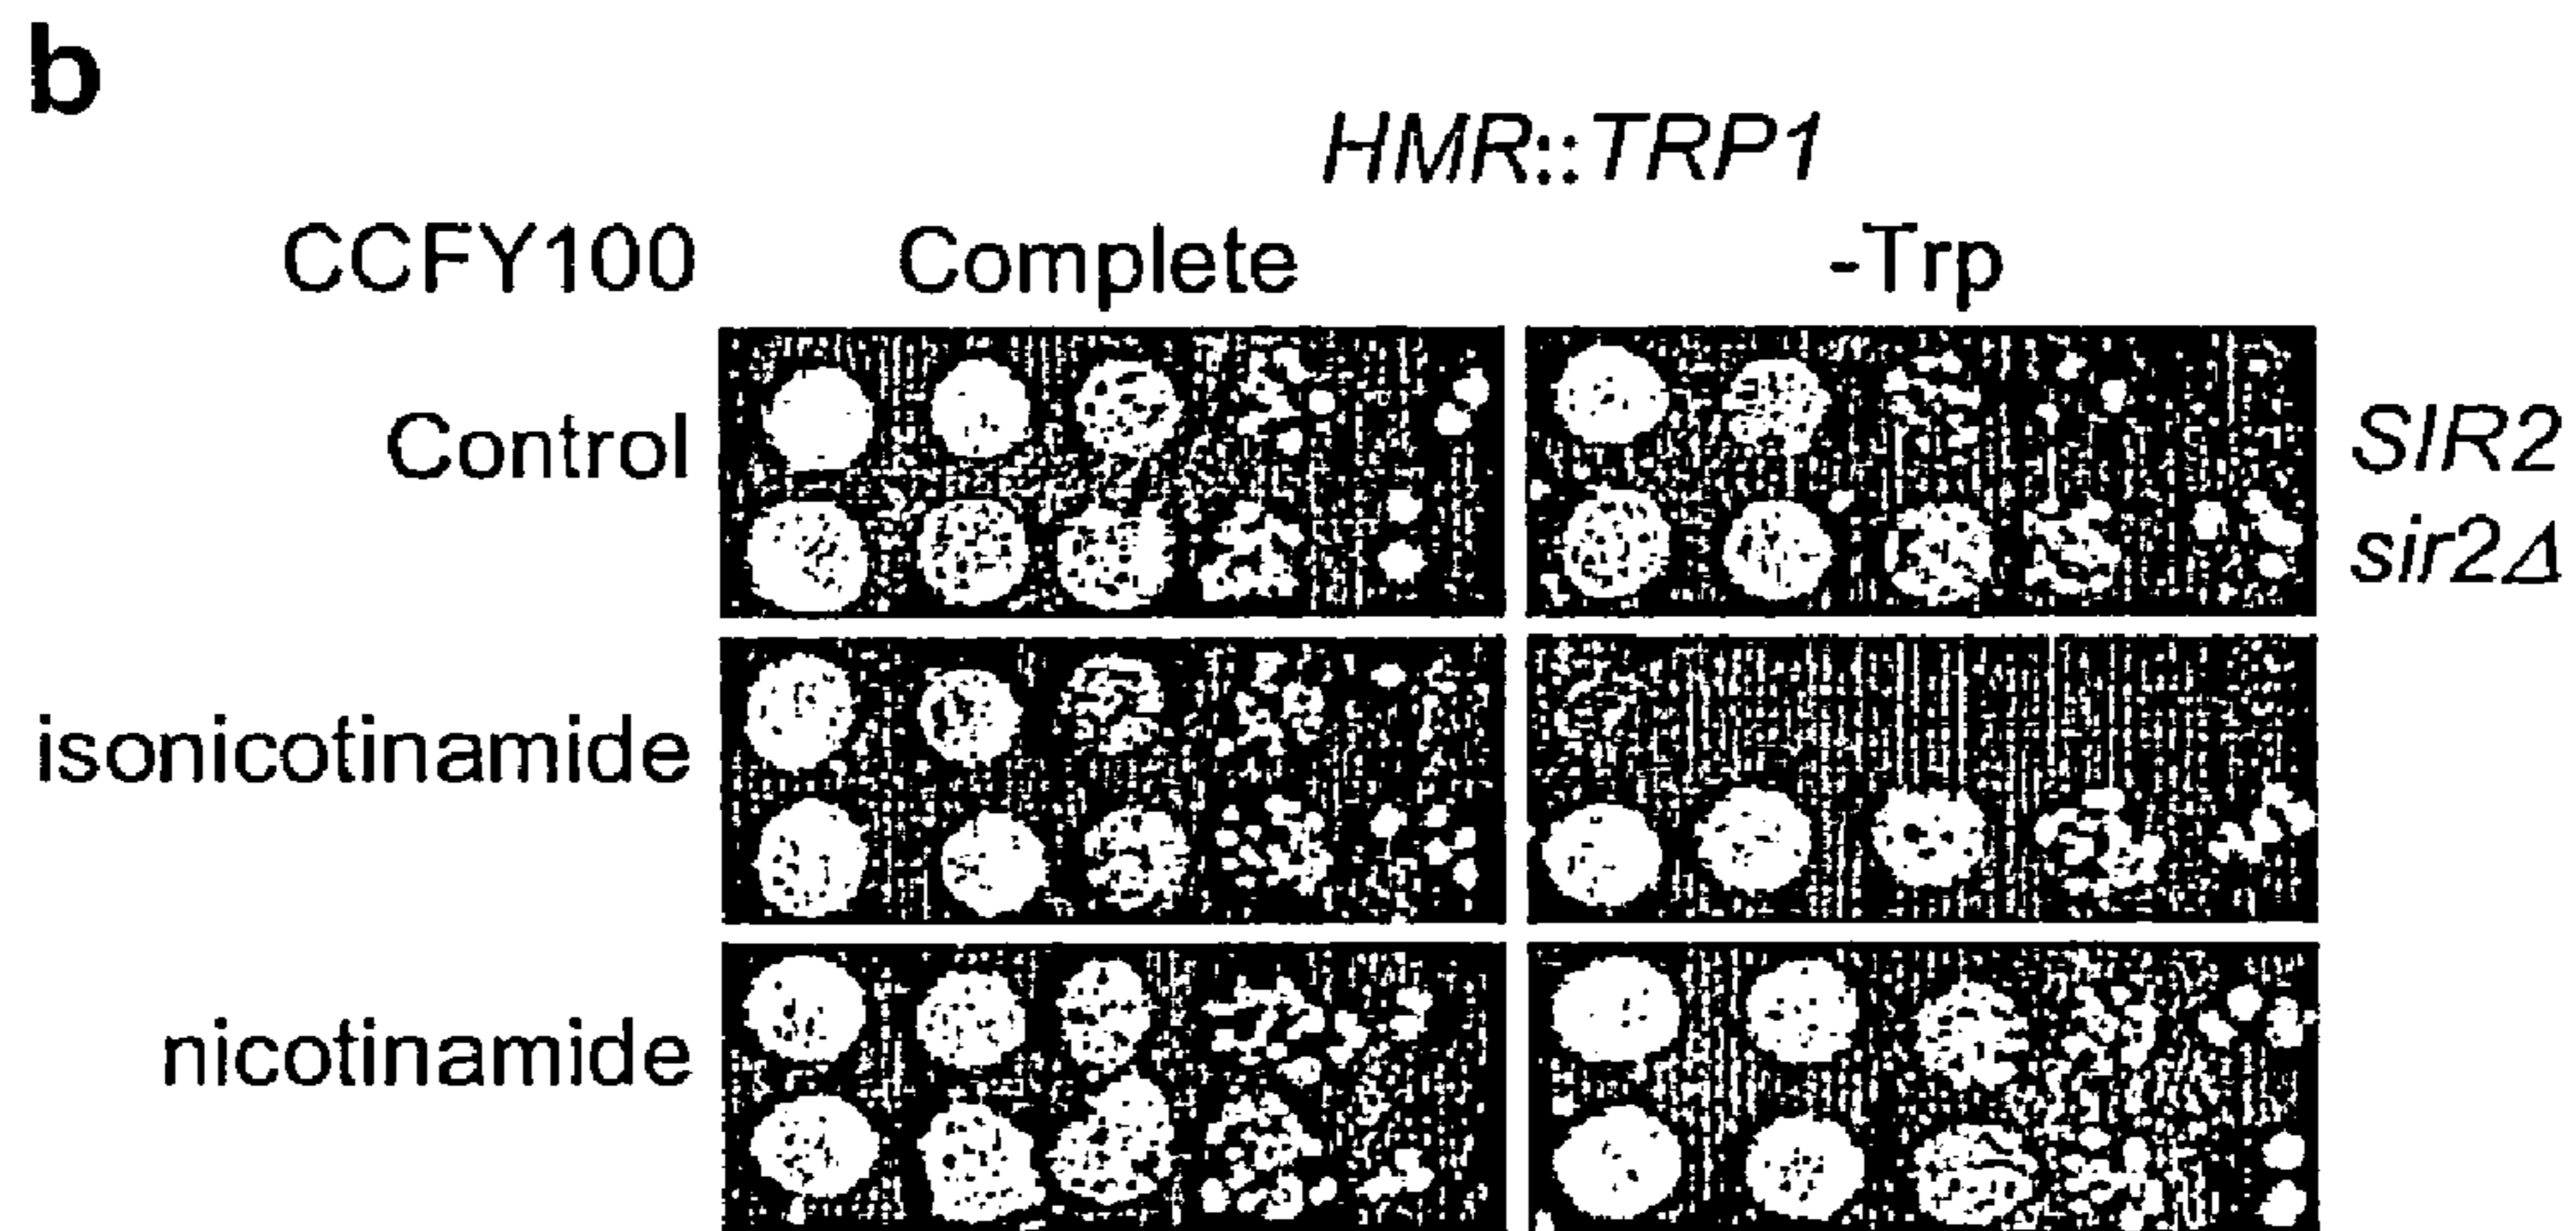 b
HMR::TRP1
CCFY100 Complete -Trp
Control
SIR2
sir2Δ
isonicotinamide
nicotinamide